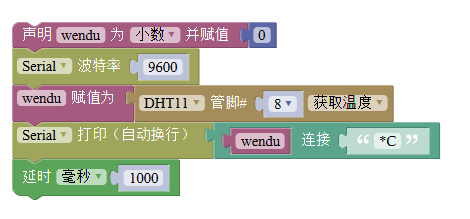 声明 wendu 为 小数 并赋值 0
Serial 波特率 9600
wendu 赋值为 DHT11 管脚# 8 获取温度
Serial 打印（自动换行） wendu 连接 “ *C ”
延时 毫秒 1000